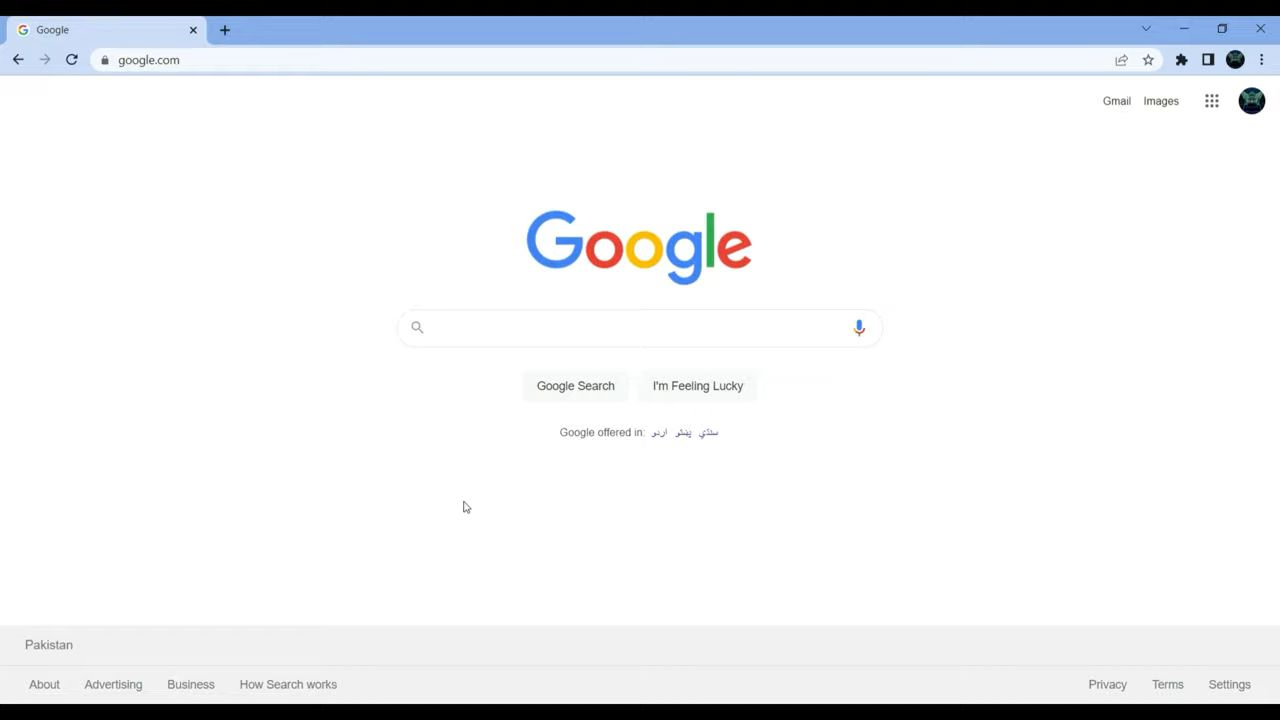 Google
google.com
Gmail Images
Google
Google Search I'm Feeling Lucky
Google offered in: اردو پښتو سنڌي
Pakistan
About Advertising Business How Search works Privacy Terms Settings